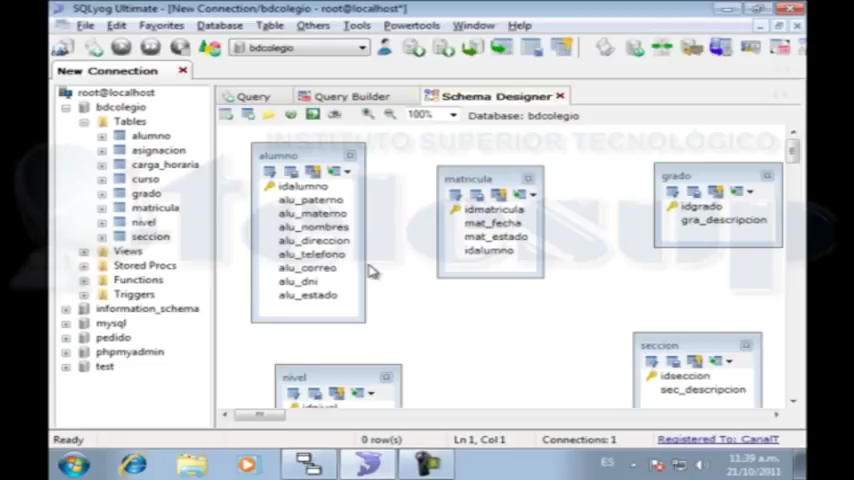 SQLyog Ultimate - [New Connection/bdcolegio - root@localhost*]
File Edit Favorites Database Table Others Tools Powertools Window Help
bdcolegio
New Connection
Query Query Builder Schema Designer
100% Database: bdcolegio
root@localhost
bdcolegio
Tables
alumno
asignacion
carga_horaria
curso
grado
matricula
nivel
seccion
Views
Stored Procs
Functions
Triggers
information_schema
mysql
pedido
phpmyadmin
test
INSTITUTO SUPERIOR TECNOLÓGICO
telesup
alumno
idalumno
alu_paterno
alu_materno
alu_nombres
alu_direccion
alu_telefono
alu_correo
alu_dni
alu_estado
matricula
idmatricula
mat_fecha
mat_estado
idalumno
grado
idgrado
gra_descripcion
nivel
idnivel
seccion
idseccion
sec_descripcion
Ready 0 row(s) Ln 1, Col 1 Connections: 1 Registered To: CanalT
ES 11:39 a.m.
21/10/2011